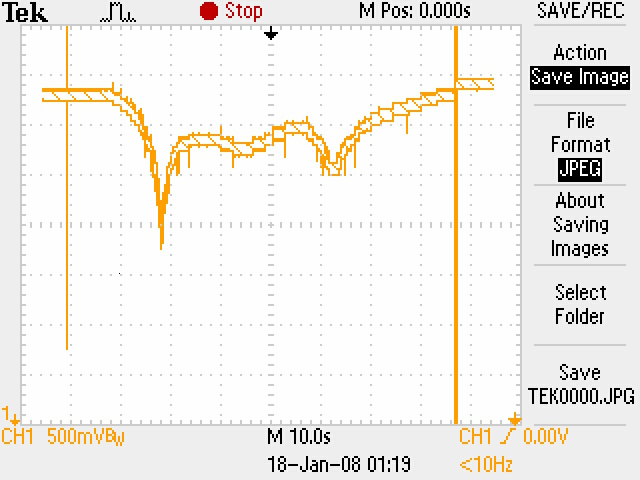 Tek Stop M Pos: 0.000s SAVE/REC
Action
Save Image
File
Format
JPEG
About
Saving
Images
Select
Folder
Save
TEK0000.JPG
1
CH1 500mVBW M 10.0s CH1 0.00V
18-Jan-08 01:19 <10Hz